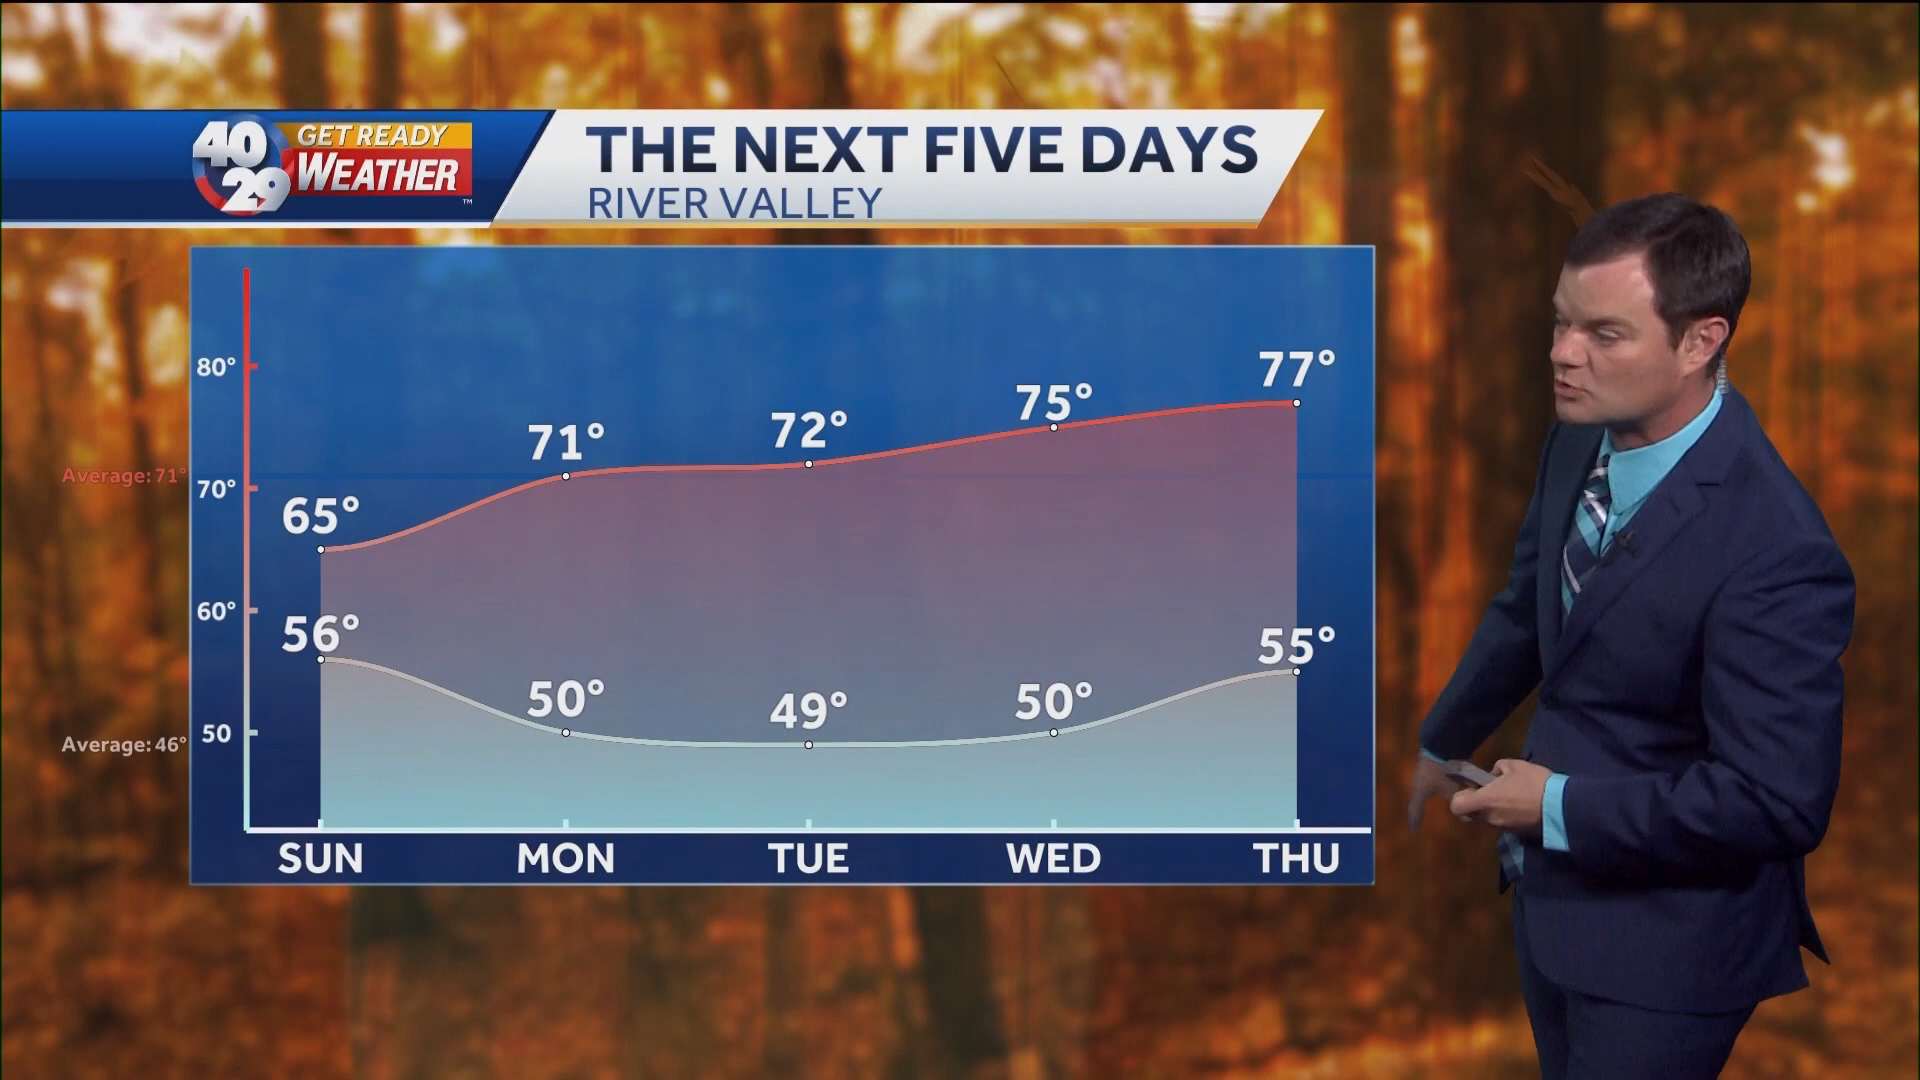 40
29
GET READY
WEATHER ™
THE NEXT FIVE DAYS
RIVER VALLEY
80°
Average: 71°
70°
60°
50
Average: 46°
65°
71°
72°
75°
77°
56°
50°
49°
50°
55°
SUN MON TUE WED THU